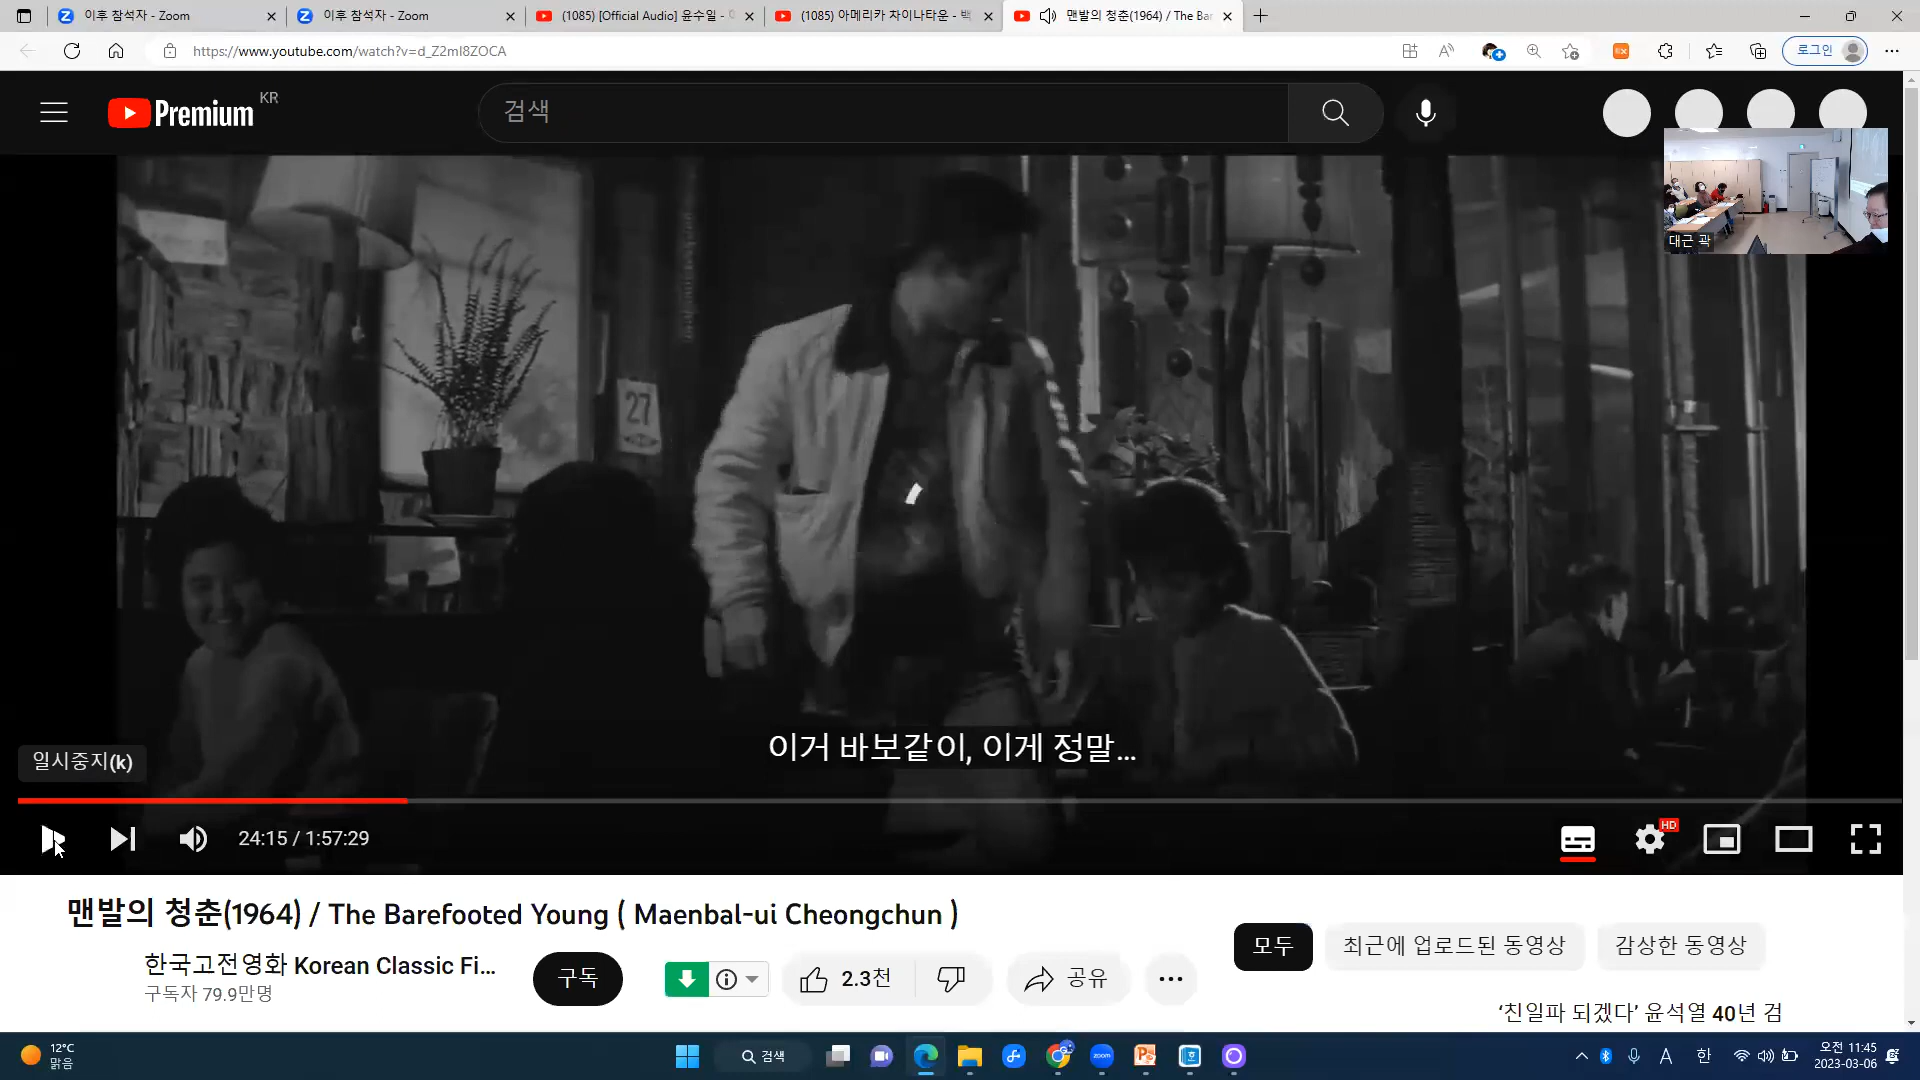 이후 참석자 - Zoom
이후 참석자 - Zoom
(1085) [Official Audio] 윤수일 -
(1085) 아메리카 차이나타운 - 백
맨발의 청춘(1964) / The Bar
https://www.youtube.com/watch?v=d_Z2ml8ZOCA
로그인
Premium KR
검색
대근 곽
27
이거 바보같이, 이게 정말...
일시중지(k)
24:15 / 1:57:29
HD
맨발의 청춘(1964) / The Barefooted Young ( Maenbal-ui Cheongchun )
한국고전영화 Korean Classic Fi...
구독자 79.9만명
구독
2.3천
공유
모두
최근에 업로드된 동영상
감상한 동영상
‘친일파 되겠다’ 윤석열 40년 검
12°C
맑음
검색
zoom
A
한
오전 11:45
2023-03-06